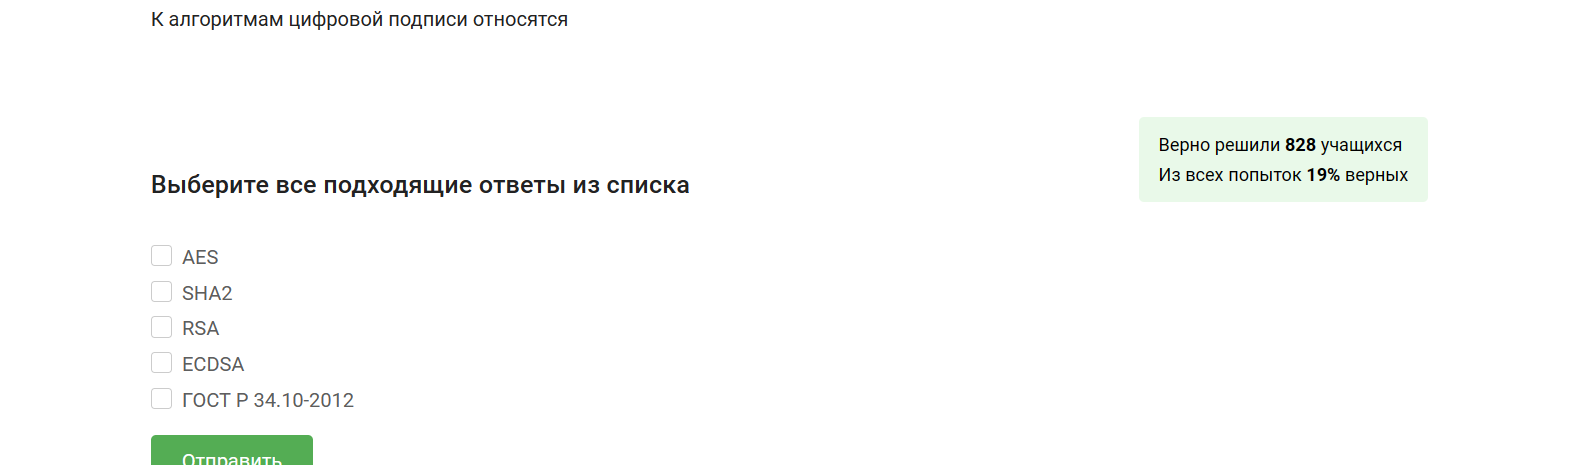 К алгоритмам цифровой подписи относятся
Верно решили 828 учащихся
Из всех попыток 19% верных
Выберите все подходящие ответы из списка
AES
SHA2
RSA
ECDSA
ГОСТ Р 34.10-2012
Отправить